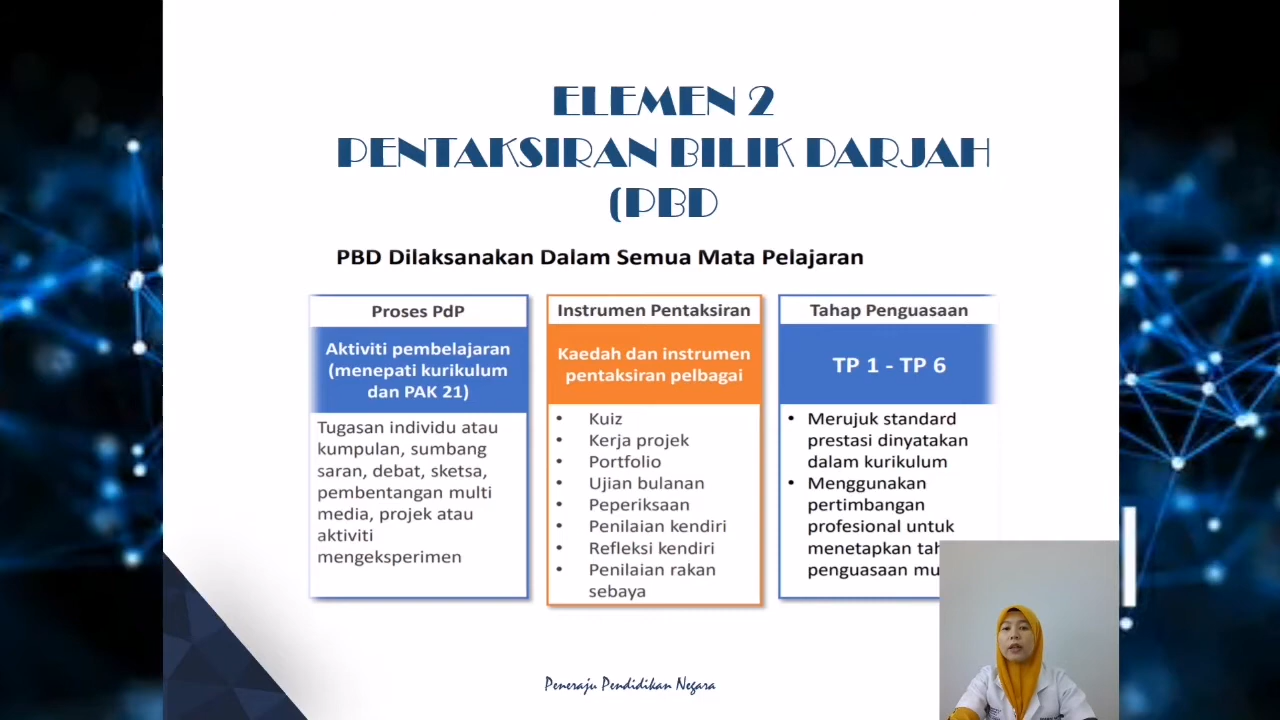 ELEMEN 2
PENTAKSIRAN BILIK DARJAH
(PBD
PBD Dilaksanakan Dalam Semua Mata Pelajaran
Proses PdP
Aktiviti pembelajaran
(menepati kurikulum
dan PAK 21)
Tugasan individu atau
kumpulan, sumbang
saran, debat, sketsa,
pembentangan multi
media, projek atau
aktiviti
mengeksperimen
Instrumen Pentaksiran
Kaedah dan instrumen
pentaksiran pelbagai
• Kuiz
• Kerja projek
• Portfolio
• Ujian bulanan
• Peperiksaan
• Penilaian kendiri
• Refleksi kendiri
• Penilaian rakan
sebaya
Tahap Penguasaan
TP 1 - TP 6
• Merujuk standard
prestasi dinyatakan
dalam kurikulum
• Menggunakan
pertimbangan
profesional untuk
menetapkan
penguasaan
Peneraju Pendidikan Negara